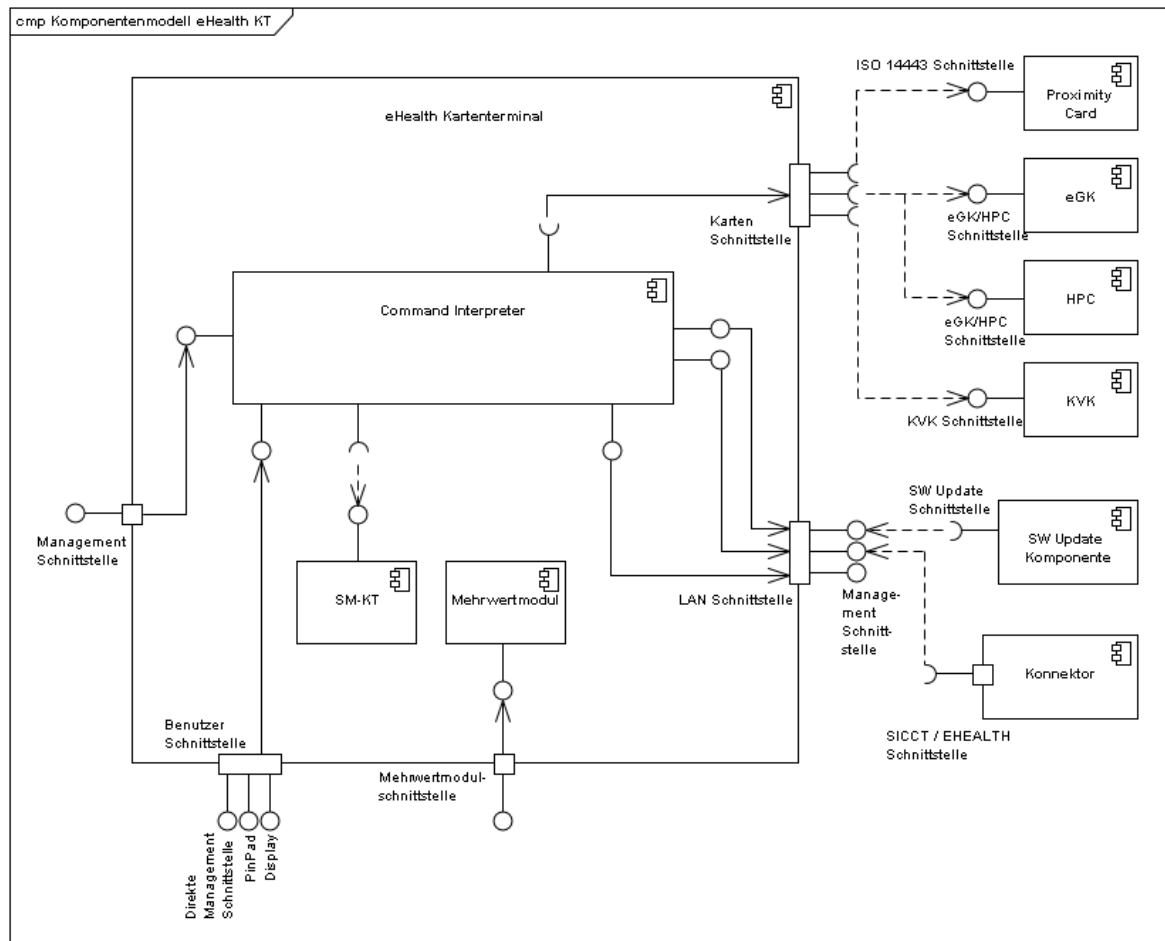 cmp Komponentenmodell eHealth KT
ISO 14443 Schnittstelle
Proximity
Card
eHealth Kartenterminal
eGK
Karten
Schnittstelle
eGK/HPC
Schnittstelle
HPC
Command Interpreter
eGK/HPC
Schnittstelle
KVK
KVK Schnittstelle
SW Update
Schnittstelle
Management
Schnittstelle
SW Update
Komponente
SM-KT
Mehrwertmodul
LAN Schnittstelle
Manage-
ment
Schnitt-
stelle
Konnektor
Benutzer
Schnittstelle
SICCT / EHEALTH
Schnittstelle
Mehrwertmodul-
schnittstelle
Direkte
Management
Schnittstelle
PinPad
Display